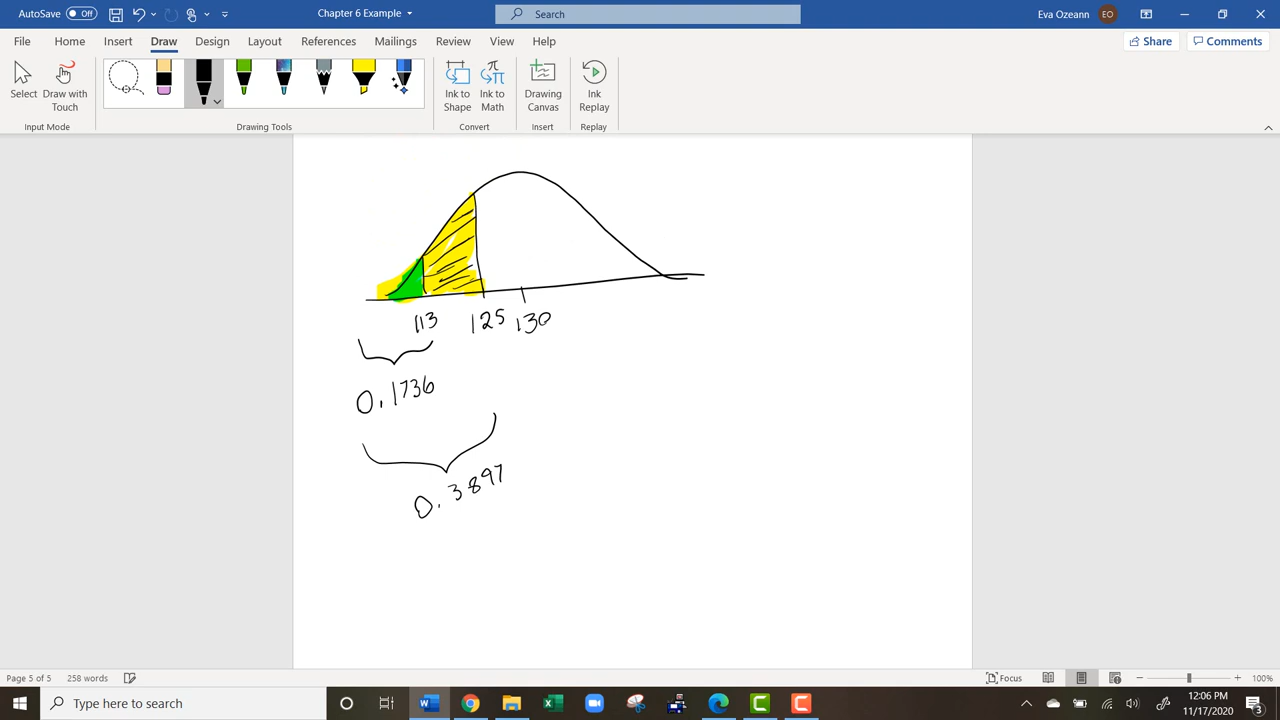 AutoSave Off Chapter 6 Example Search Eva Ozeann EO
File Home Insert Draw Design Layout References Mailings Review View Help Share Comments
Select Draw with Touch Ink to Shape Ink to Math Drawing Canvas Ink Replay
Input Mode Drawing Tools Convert Insert Replay
113 125 130
0.1736
0.3897
Page 5 of 5 258 words Focus 100%
Type here to search 12:06 PM
11/17/2020 3